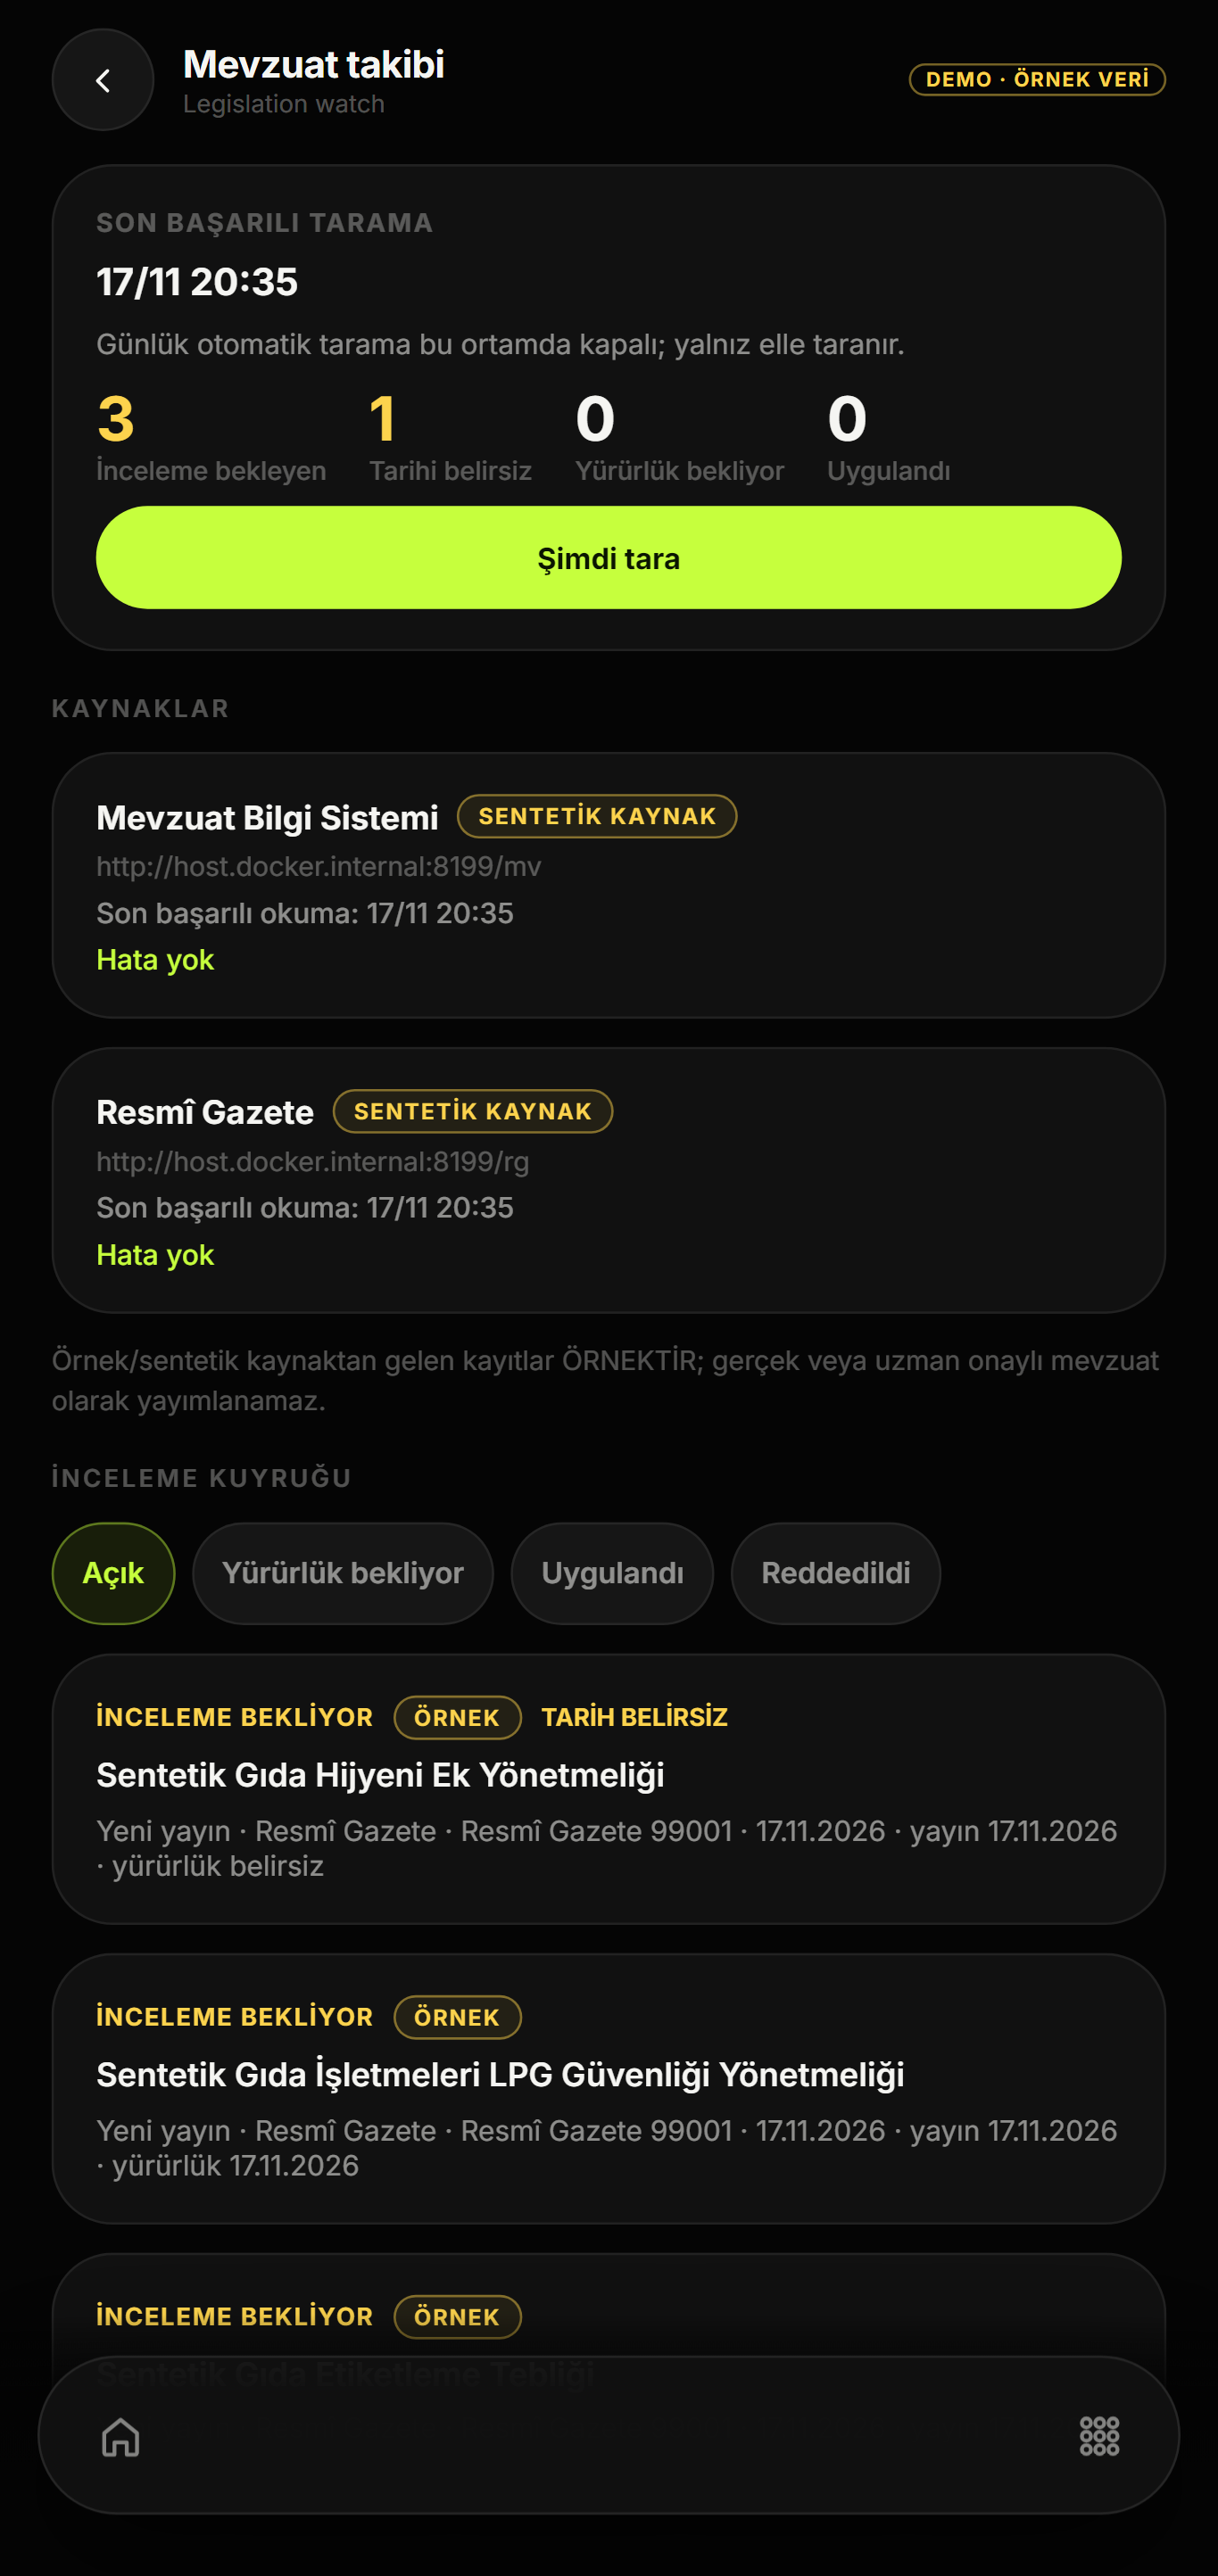 Mevzuat takibi
Legislation watch
DEMO · ÖRNEK VERİ
SON BAŞARILI TARAMA
17/11 20:35
Günlük otomatik tarama bu ortamda kapalı; yalnız elle taranır.
3 1 0 0
İnceleme bekleyen Tarihi belirsiz Yürürlük bekliyor Uygulandı
Şimdi tara
KAYNAKLAR
Mevzuat Bilgi Sistemi SENTETİK KAYNAK
http://host.docker.internal:8199/mv
Son başarılı okuma: 17/11 20:35
Hata yok
Resmî Gazete SENTETİK KAYNAK
http://host.docker.internal:8199/rg
Son başarılı okuma: 17/11 20:35
Hata yok
Örnek/sentetik kaynaktan gelen kayıtlar ÖRNEKTİR; gerçek veya uzman onaylı mevzuat
olarak yayımlanamaz.
İNCELEME KUYRUĞU
Açık Yürürlük bekliyor Uygulandı Reddedildi
İNCELEME BEKLİYOR ÖRNEK TARİH BELİRSİZ
Sentetik Gıda Hijyeni Ek Yönetmeliği
Yeni yayın · Resmî Gazete · Resmî Gazete 99001 · 17.11.2026 · yayın 17.11.2026
· yürürlük belirsiz
İNCELEME BEKLİYOR ÖRNEK
Sentetik Gıda İşletmeleri LPG Güvenliği Yönetmeliği
Yeni yayın · Resmî Gazete · Resmî Gazete 99001 · 17.11.2026 · yayın 17.11.2026
· yürürlük 17.11.2026
İNCELEME BEKLİYOR ÖRNEK
Sentetik Gıda Etiketleme Tebliği